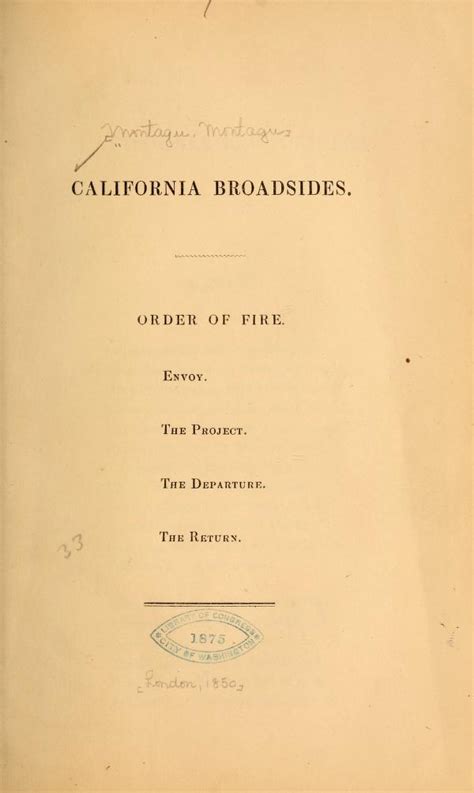 Montagu, Montagu
CALIFORNIA BROADSIDES.
ORDER OF FIRE.
ENVOY.
THE PROJECT.
THE DEPARTURE.
THE RETURN.
33
LIBRARY OF CONGRESS
1875
CITY OF WASHINGTON
[London, 1850]